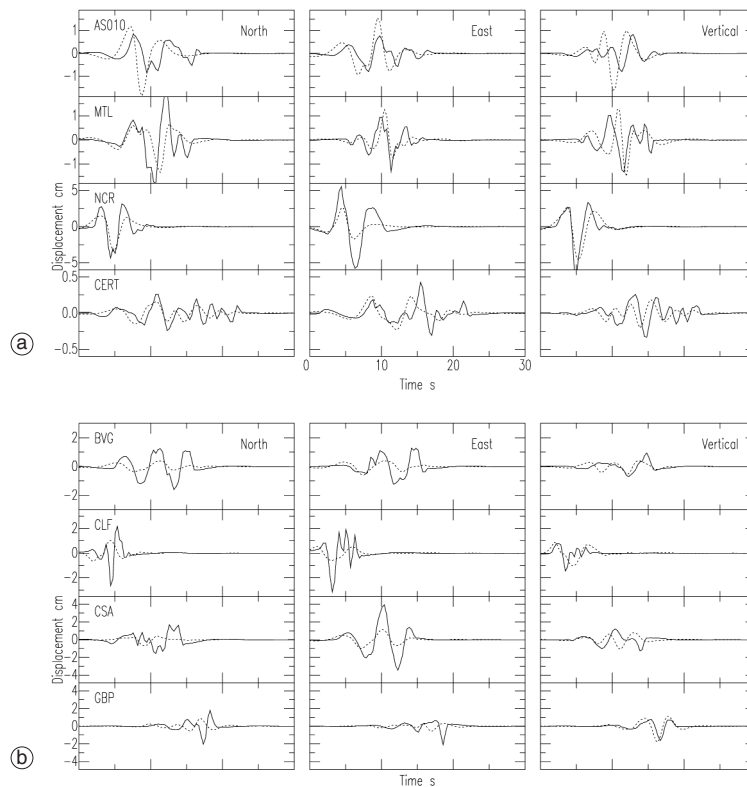 AS010 North East Vertical
1
0
−1
MTL
1
0
−1
NCR
5
0
−5
Displacement cm
CERT
0.5
0.0
−0.5
0 10 20 30
Time s
a
BVG North East Vertical
2
0
−2
CLF
2
0
−2
CSA
4
2
0
−2
−4
Displacement cm
GBP
4
2
0
−2
−4
Time s
b